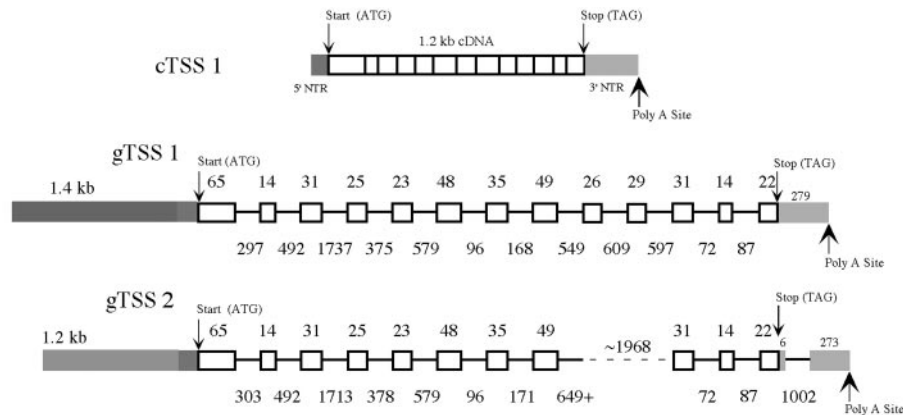 Start (ATG) Stop (TAG)
1.2 kb cDNA
cTSS 1
5' NTR 3' NTR
Poly A Site
gTSS 1
Start (ATG) Stop (TAG)
1.4 kb 65 14 31 25 23 48 35 49 26 29 31 14 22 279
297 492 1737 375 579 96 168 549 609 597 72 87
Poly A Site
gTSS 2
Start (ATG) Stop (TAG)
1.2 kb 65 14 31 25 23 48 35 49 ~1968 31 14 22 6 273
303 492 1713 378 579 96 171 649+ 72 87 1002
Poly A Site